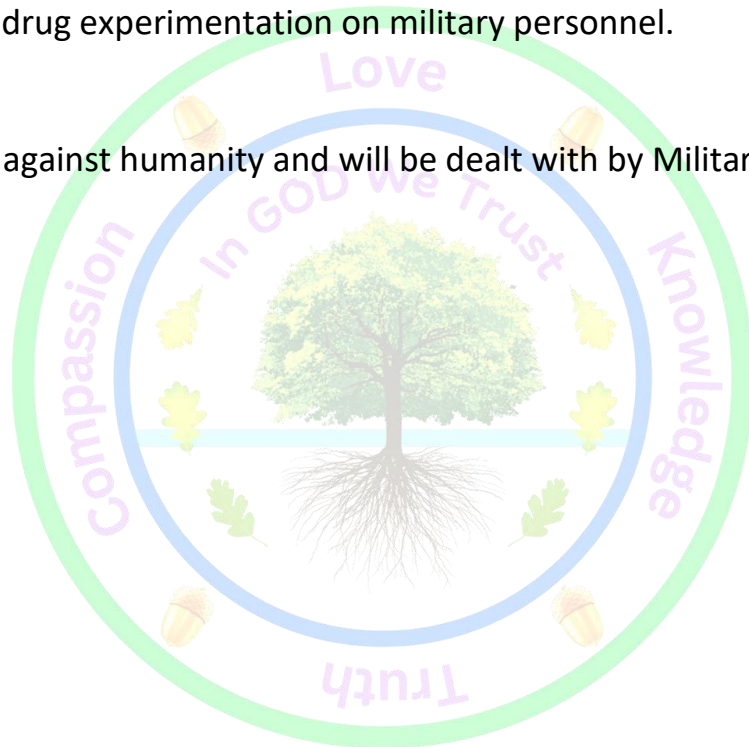 drug experimentation on military personnel.
Love
against humanity and will be dealt with by Militar
In GOD We Trust
Compassion
Knowledge
Truth